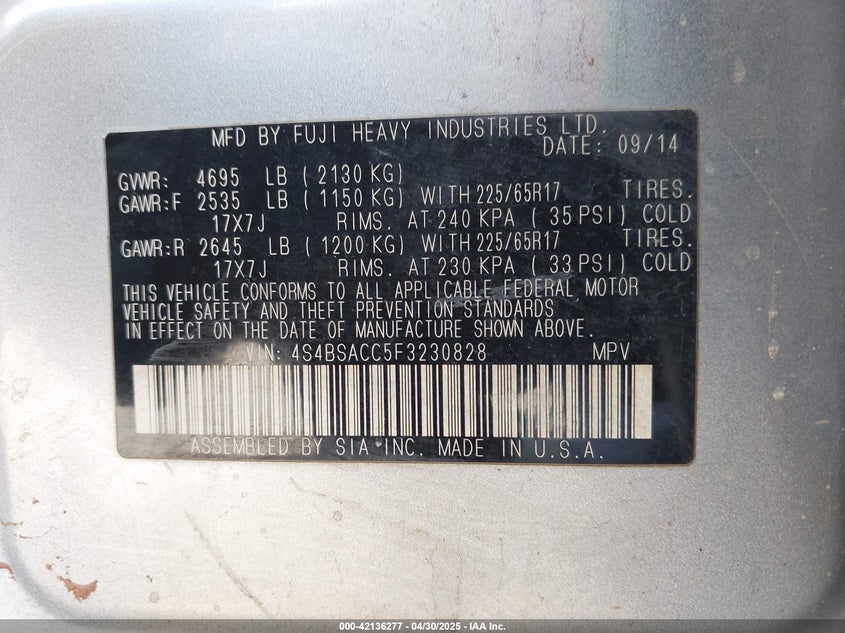 MFD BY FUJI HEAVY INDUSTRIES LTD.
DATE: 09/14
GVWR: 4695 LB ( 2130 KG)
GAWR:F 2535 LB ( 1150 KG) WITH 225/65R17 TIRES.
17X7J RIMS. AT 240 KPA ( 35 PSI) COLD
GAWR:R 2645 LB ( 1200 KG) WITH 225/65R17 TIRES.
17X7J RIMS. AT 230 KPA ( 33 PSI) COLD
THIS VEHICLE CONFORMS TO ALL APPLICABLE FEDERAL MOTOR
VEHICLE SAFETY AND THEFT PREVENTION STANDARDS
IN EFFECT ON THE DATE OF MANUFACTURE SHOWN ABOVE.
VIN: 4S4BSACC5F3230828 MPV
ASSEMBLED BY SIA INC. MADE IN U.S.A.
000-42136277 - 04/30/2025 - IAA Inc.